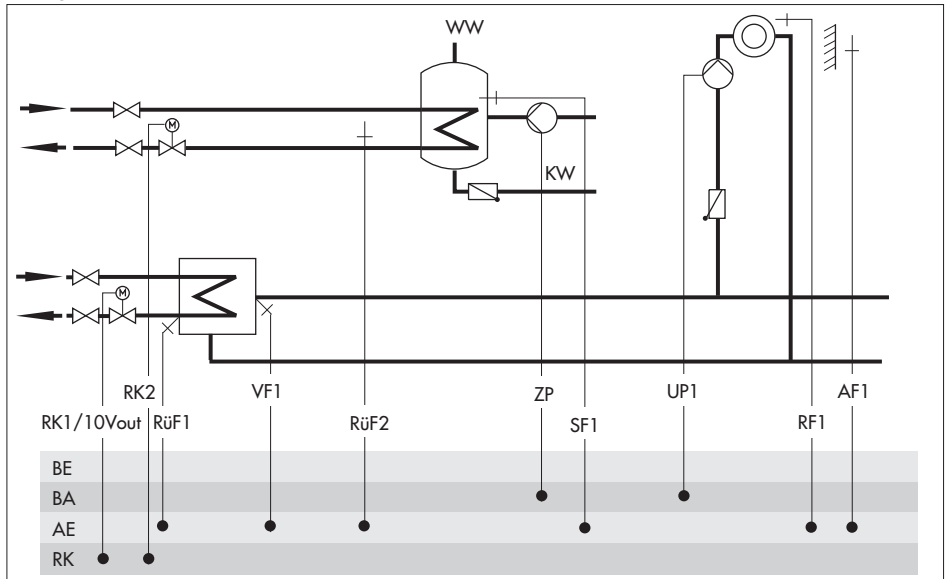 WW
M
KW
M
RK2 VF1 ZP UP1 AF1
RK1/10Vout RüF1 RüF2 SF1 RF1
BE
BA
AE
RK